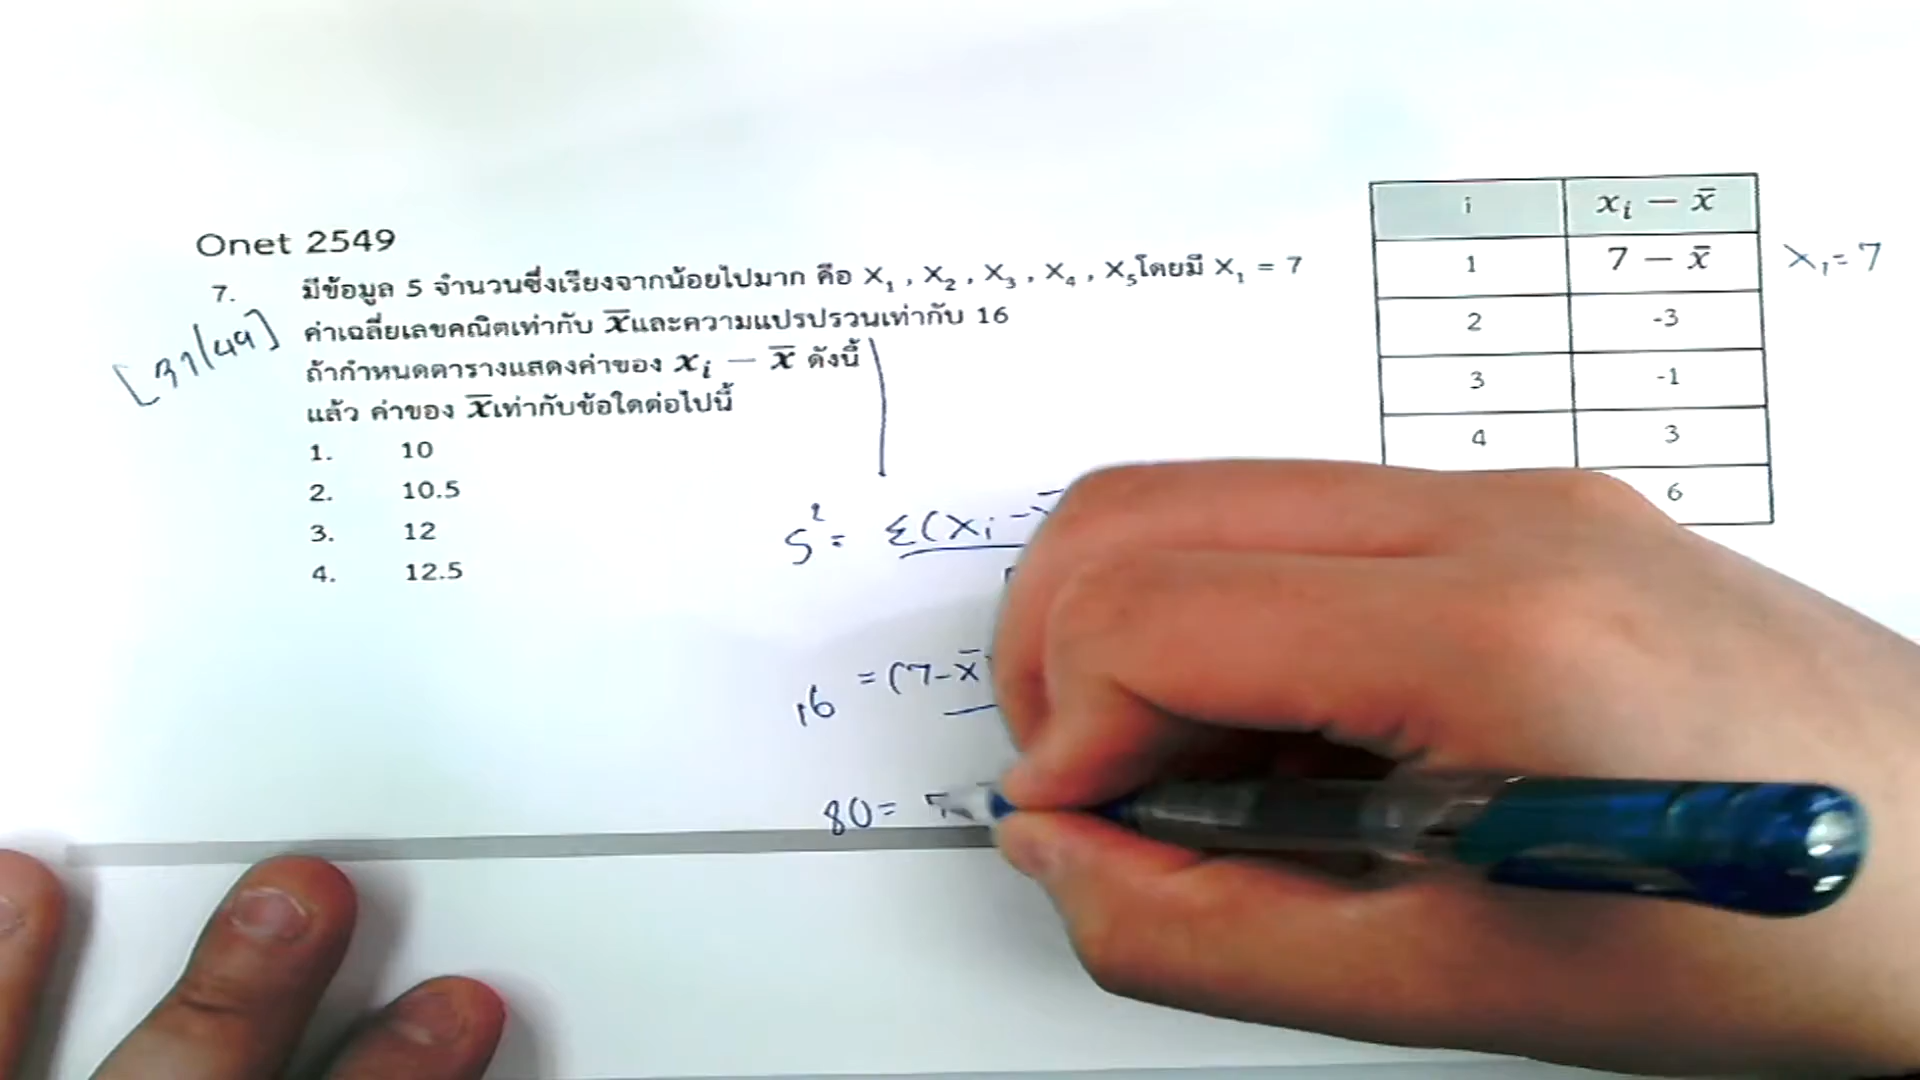 Onet 2549
7. มีข้อมูล 5 จำนวนซึ่งเรียงจากน้อยไปมาก คือ X₁ , X₂ , X₃ , X₄ , X₅โดยมี X₁ = 7
[31/49]
ค่าเฉลี่ยเลขคณิตเท่ากับ x̄และความแปรปรวนเท่ากับ 16
ถ้ากำหนดตารางแสดงค่าของ xᵢ − x̄ ดังนี้
แล้ว ค่าของ x̄เท่ากับข้อใดต่อไปนี้
1. 10
2. 10.5
3. 12
4. 12.5
i xᵢ − x̄
1 7 − x̄ X₁ = 7
2 -3
3 -1
4 3
6
S² = Σ(Xᵢ −
16 = (7-x̄)
80 =